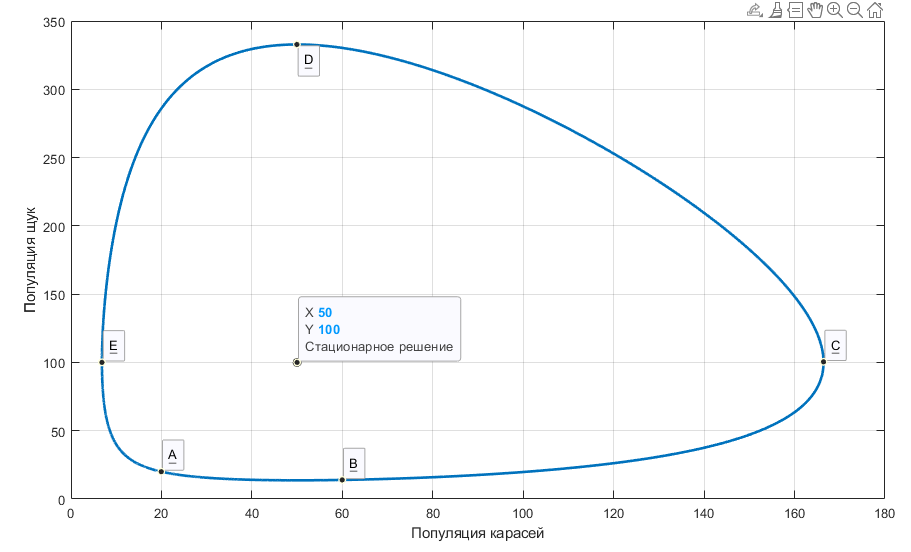 350
300
250
200
150
100
50
0
Популяция щук
D
X 50
Y 100
Стационарное решение
E
C
A
B
0 20 40 60 80 100 120 140 160 180
Популяция карасей